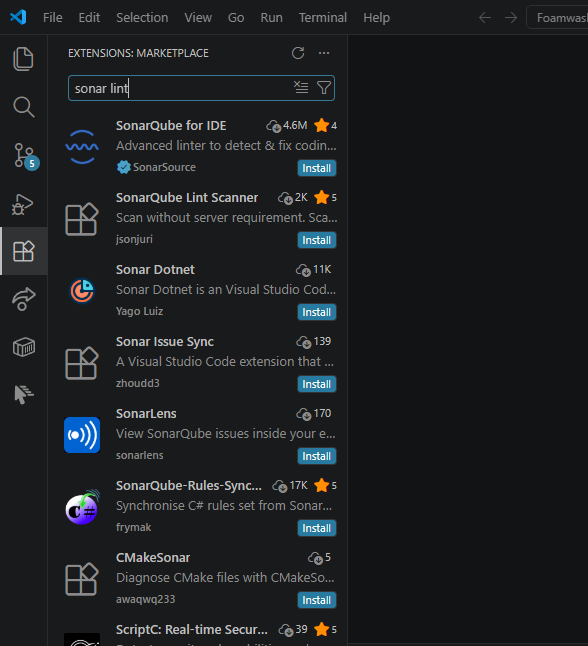 File Edit Selection View Go Run Terminal Help
EXTENSIONS: MARKETPLACE
sonar lint
SonarQube for IDE 4.6M 4
Advanced linter to detect & fix codin...
SonarSource Install
SonarQube Lint Scanner 2K 5
Scan without server requirement. Sca...
jsonjuri Install
Sonar Dotnet 11K
Sonar Dotnet is an Visual Studio Cod...
Yago Luiz Install
Sonar Issue Sync 139
A Visual Studio Code extension that ...
zhoudd3 Install
SonarLens 170
View SonarQube issues inside your e...
sonarlens Install
SonarQube-Rules-Sync... 17K 5
Synchronise C# rules set from Sonar...
frymak Install
CMakeSonar 5
Diagnose CMake files with CMakeSo...
awaqwq233 Install
ScriptC: Real-time Secur... 39 5
5
C#